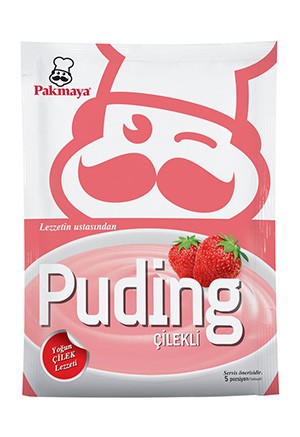 Pakmaya
Lezzetin ustasından
Puding
ÇİLEKLİ
Yoğun
ÇİLEK
Lezzeti
Servis önerisidir.
5 porsiyon